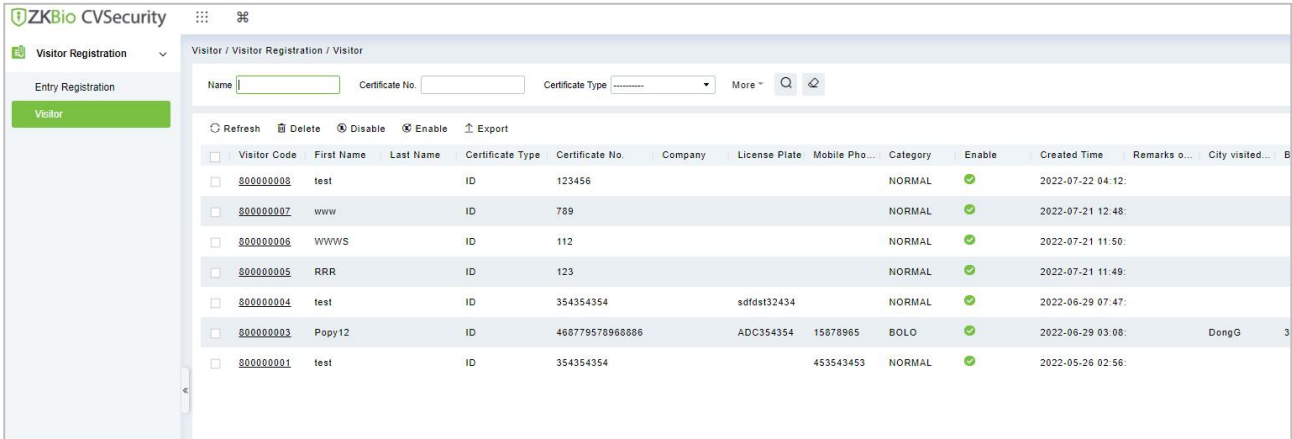 ZKBio CVSecurity
Visitor Registration
Entry Registration
Visitor
Visitor / Visitor Registration / Visitor
Name Certificate No. Certificate Type ---------- More
Refresh Delete Disable Enable Export
Visitor Code First Name Last Name Certificate Type Certificate No. Company License Plate Mobile Pho... Category Enable Created Time Remarks o... City visited... B
800000008 test ID 123456 NORMAL 2022-07-22 04:12:
800000007 www ID 789 NORMAL 2022-07-21 12:48:
800000006 WWWS ID 112 NORMAL 2022-07-21 11:50:
800000005 RRR ID 123 NORMAL 2022-07-21 11:49:
800000004 test ID 354354354 sdfdst32434 NORMAL 2022-06-29 07:47:
800000003 Popy12 ID 468779578968886 ADC354354 15878965 BOLO 2022-06-29 03:08: DongG 3
800000001 test ID 354354354 453543453 NORMAL 2022-05-26 02:56: